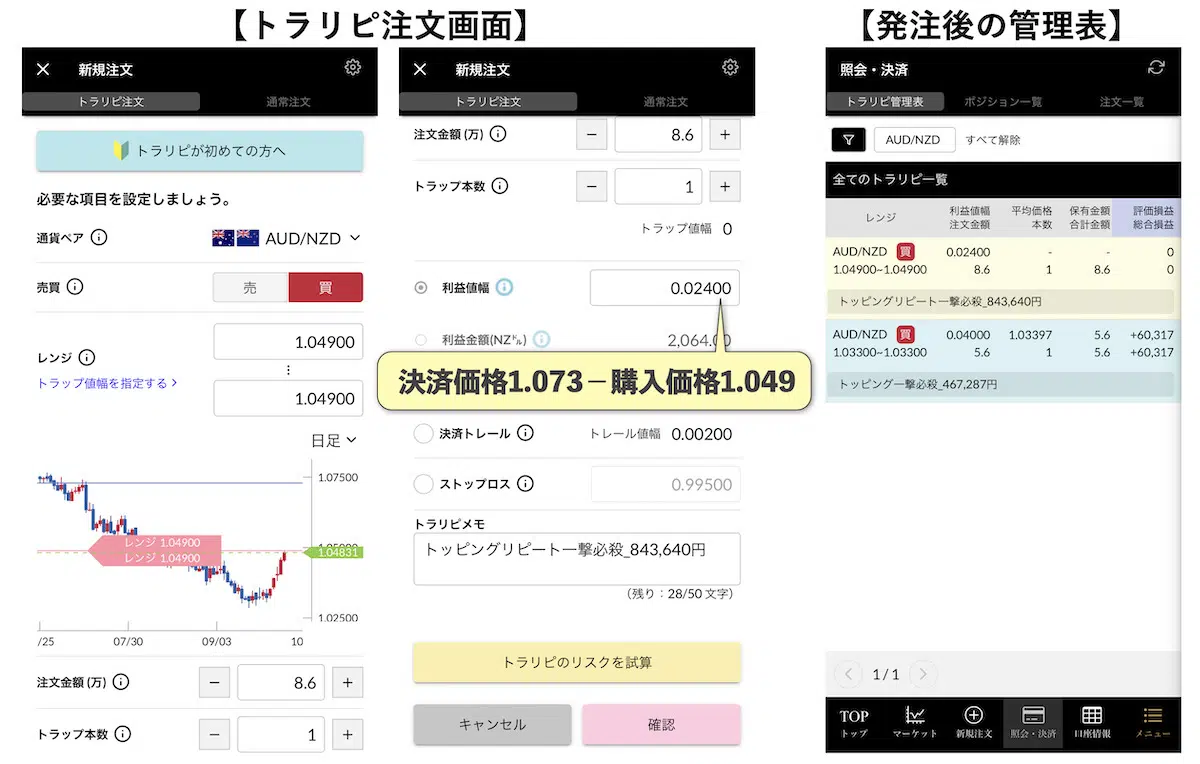 【トラリピ注文画面】
新規注文
トラリピ注文 通常注文
トラリピが初めての方へ
必要な項目を設定しましょう。
通貨ペア AUD/NZD
売買 売 買
1.04900
レンジ
トラップ値幅を指定する
1.04900
日足
1.07500
レンジ 1.04900
レンジ 1.04900
1.04831
1.02500
/25 07/30 09/03 10
注文金額(万) − 8.6 +
トラップ本数 − 1 +
新規注文
トラリピ注文 通常注文
注文金額(万) − 8.6 +
トラップ本数 − 1 +
トラップ値幅 0
利益値幅 0.02400
利益金額(NZドル) 2,064.00
決済価格1.073－購入価格1.049
決済トレール トレール値幅 0.00200
ストップロス 0.99500
トラリピメモ
トッピングリピート一撃必殺_843,640円
(残り：28/50 文字)
トラリピのリスクを試算
キャンセル 確認
【発注後の管理表】
照会・決済
トラリピ管理表 ポジション一覧 注文一覧
AUD/NZD すべて解除
全てのトラリピ一覧
レンジ 利益値幅 平均価格 保有金額 評価損益
注文金額 本数 合計金額 総合損益
AUD/NZD 買 0.02400 - - 0
1.04900~1.04900 8.6 1 8.6 0
トッピングリピート一撃必殺_843,640円
AUD/NZD 買 0.04000 1.03397 5.6 +60,317
1.03300~1.03300 5.6 1 5.6 +60,317
トッピング一撃必殺_467,287円
1/1
TOP
トップ マーケット 新規注文 照会・決済 口座情報 メニュー